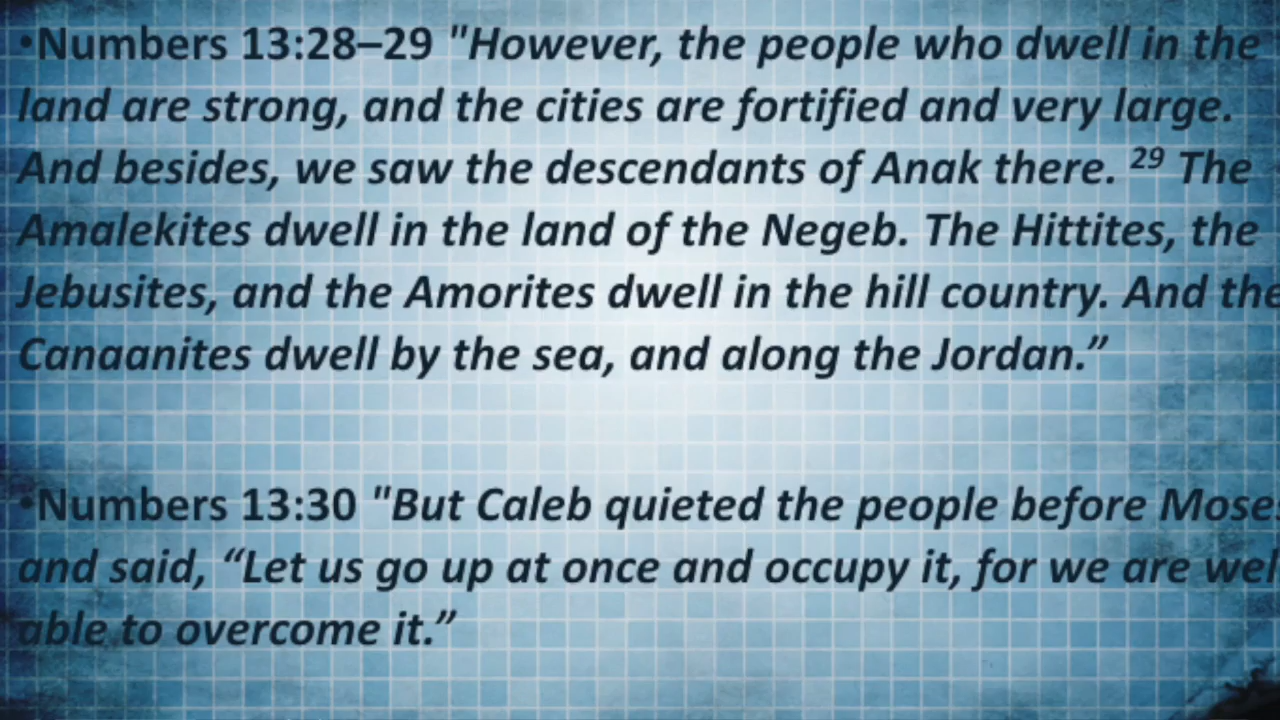 •Numbers 13:28–29 "However, the people who dwell in the
land are strong, and the cities are fortified and very large.
And besides, we saw the descendants of Anak there. 29 The
Amalekites dwell in the land of the Negeb. The Hittites, the
Jebusites, and the Amorites dwell in the hill country. And the
Canaanites dwell by the sea, and along the Jordan.”
•Numbers 13:30 "But Caleb quieted the people before Moses
and said, “Let us go up at once and occupy it, for we are wel
able to overcome it.”